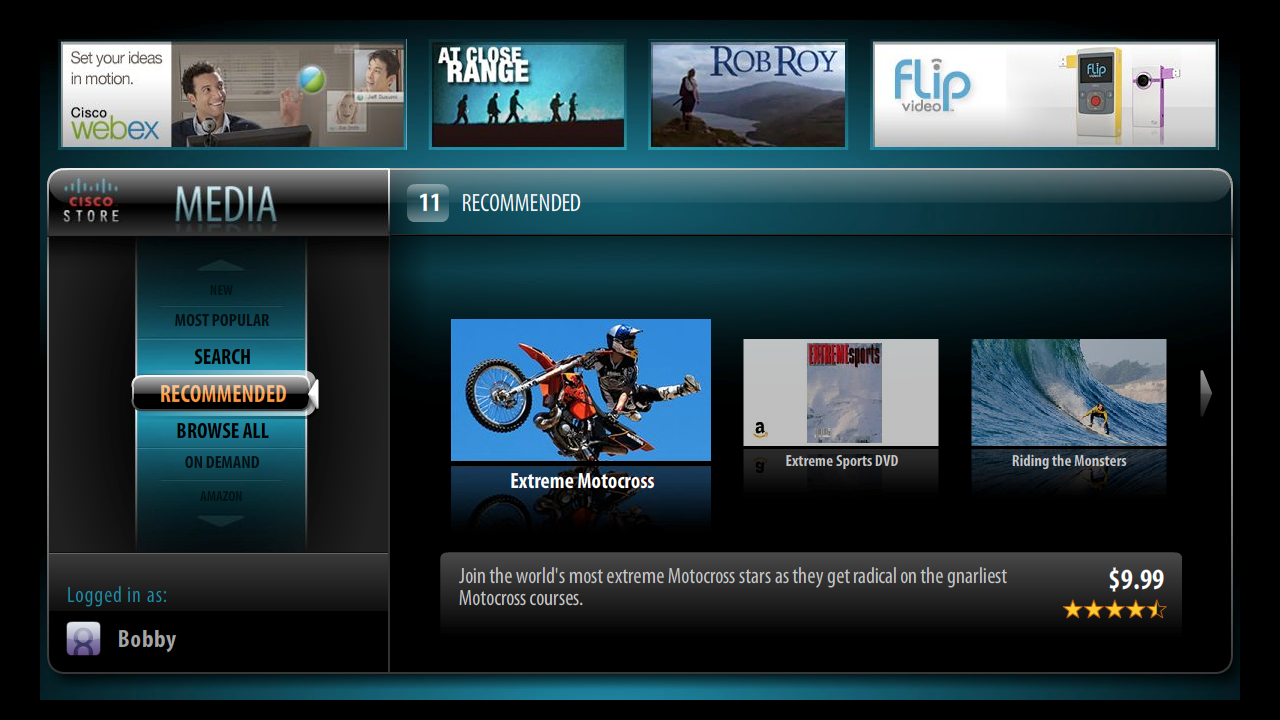 Set your ideas
in motion.
Cisco
webex
Jeff Susumi
AT CLOSE
RANGE
ROB ROY
flip
video
flip
CISCO
STORE
MEDIA
11 RECOMMENDED
NEW
MOST POPULAR
SEARCH
RECOMMENDED
BROWSE ALL
ON DEMAND
AMAZON
EXTREMEsports
a
Extreme Motocross
Extreme Sports DVD
Riding the Monsters
Join the world's most extreme Motocross stars as they get radical on the gnarliest
Motocross courses.
$9.99
Logged in as:
Bobby